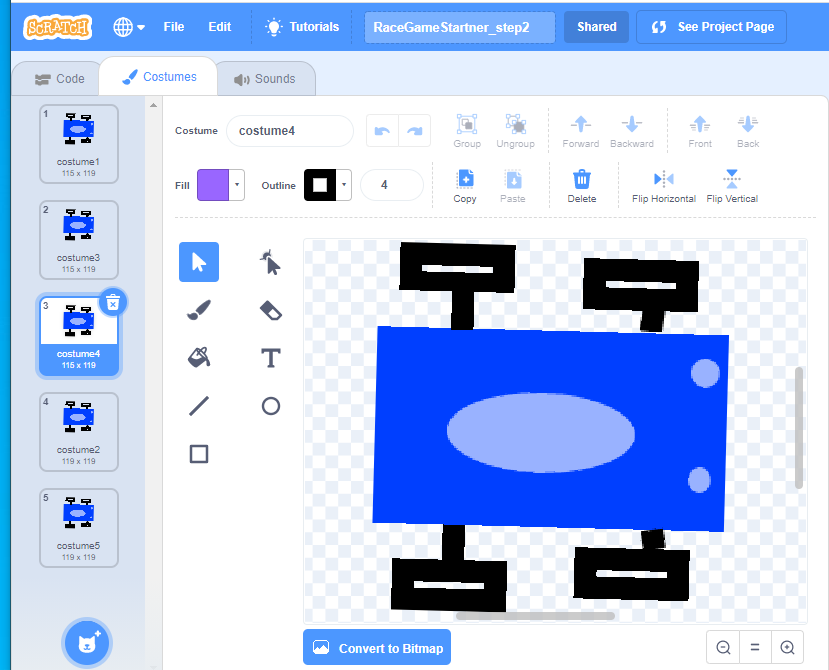 SCRATCH
File Edit Tutorials RaceGameStartner_step2 Shared See Project Page
Code Costumes Sounds
1
costume1
115 x 119
2
costume3
115 x 119
3
costume4
115 x 119
4
costume2
119 x 119
5
costume5
119 x 119
Costume costume4
Group Ungroup Forward Backward Front Back
Fill Outline 4
Copy Paste Delete Flip Horizontal Flip Vertical
T
Convert to Bitmap